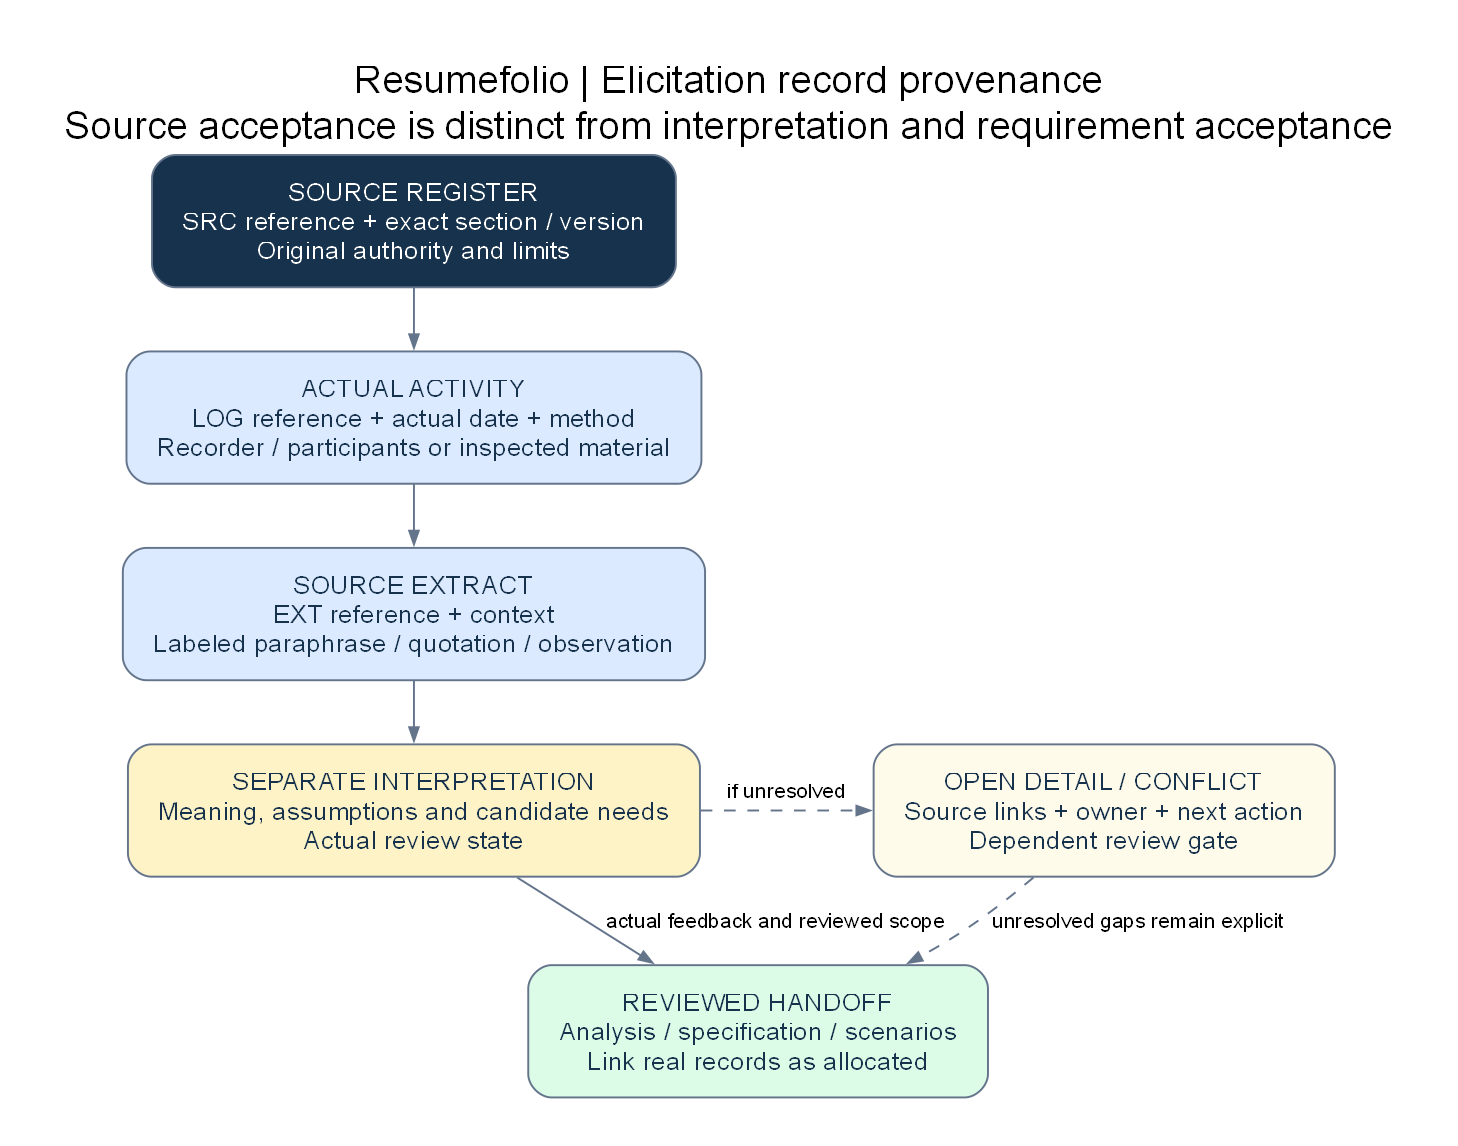 Resumefolio | Elicitation record provenance
Source acceptance is distinct from interpretation and requirement acceptance
SOURCE REGISTER
SRC reference + exact section / version
Original authority and limits
ACTUAL ACTIVITY
LOG reference + actual date + method
Recorder / participants or inspected material
SOURCE EXTRACT
EXT reference + context
Labeled paraphrase / quotation / observation
SEPARATE INTERPRETATION
Meaning, assumptions and candidate needs
Actual review state
if unresolved
OPEN DETAIL / CONFLICT
Source links + owner + next action
Dependent review gate
actual feedback and reviewed scope
unresolved gaps remain explicit
REVIEWED HANDOFF
Analysis / specification / scenarios
Link real records as allocated